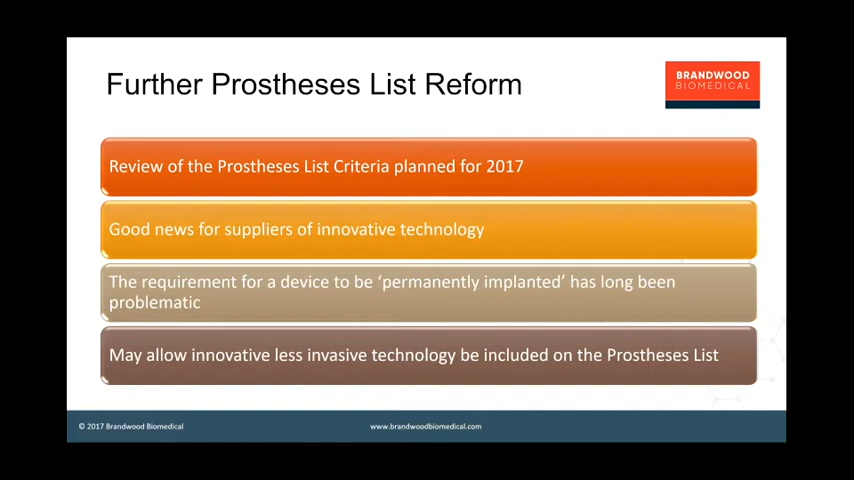 Further Prostheses List Reform
BRANDWOOD
BIOMEDICAL
Review of the Prostheses List Criteria planned for 2017
Good news for suppliers of innovative technology
The requirement for a device to be ‘permanently implanted’ has long been
problematic
May allow innovative less invasive technology be included on the Prostheses List
© 2017 Brandwood Biomedical
www.brandwoodbiomedical.com